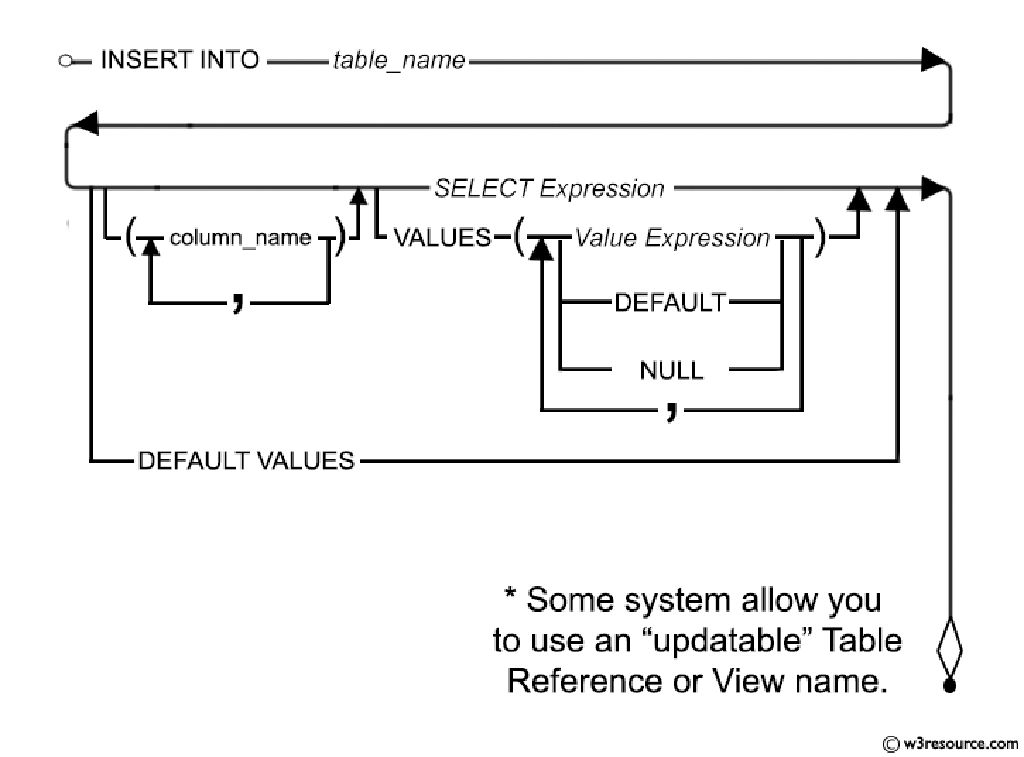 INSERT INTO table_name
SELECT Expression
( column_name ) VALUES ( Value Expression )
, DEFAULT
NULL
,
DEFAULT VALUES
* Some system allow you
to use an “updatable” Table
Reference or View name.
© w3resource.com